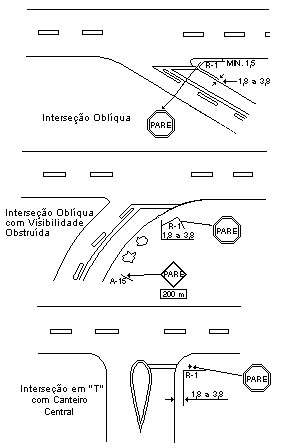 R-1
MIN. 1,5
1,8 a 3,8
Interseção Oblíqua
PARE
Interseção Oblíqua
com Visibilidade
Obstruída
R-1
1,8 a 3,8
PARE
A-15
PARE
200 m
R-1
PARE
Interseção em "T"
com Canteiro
Central
1,8 a 3,8